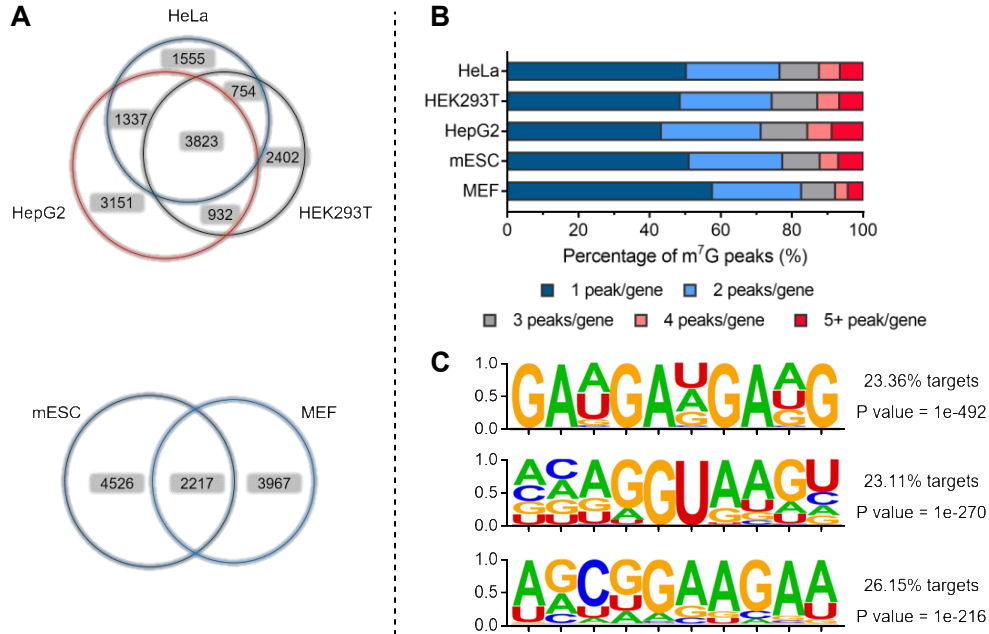 A
HeLa
1555
754
1337
3823
2402
3151
932
HepG2
HEK293T
mESC
MEF
4526
2217
3967
B
HeLa
HEK293T
HepG2
mESC
MEF
0 20 40 60 80 100
Percentage of m⁷G peaks (%)
1 peak/gene 2 peaks/gene
3 peaks/gene 4 peaks/gene 5+ peak/gene
C
1.0
0.5
0.0
GAAGAUGAAG
23.36% targets
P value = 1e-492
1.0
0.5
0.0
ACAGGUAAGU
23.11% targets
P value = 1e-270
1.0
0.5
0.0
AGCGGAAGAA
26.15% targets
P value = 1e-216